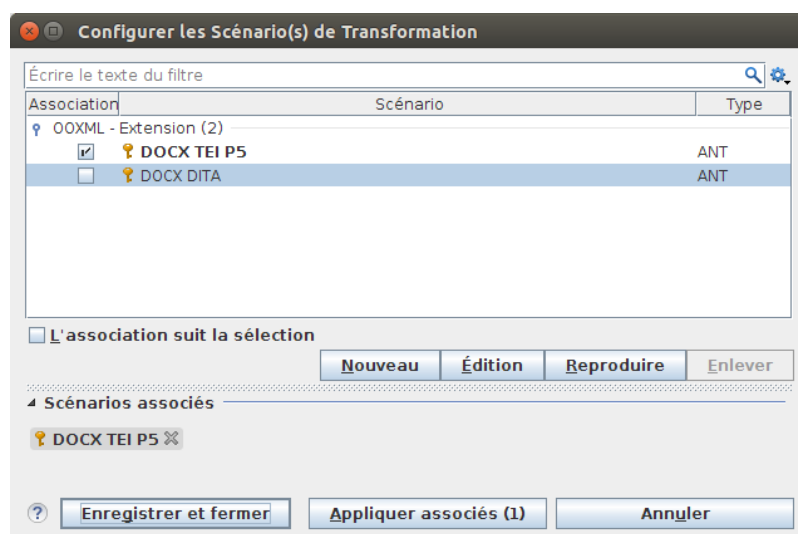 Configurer les Scénario(s) de Transformation
Écrire le texte du filtre
Association Scénario Type
OOXML - Extension (2)
DOCX TEI P5 ANT
DOCX DITA ANT
L'association suit la sélection
Nouveau Édition Reproduire Enlever
Scénarios associés
DOCX TEI P5
? Enregistrer et fermer Appliquer associés (1) Annuler